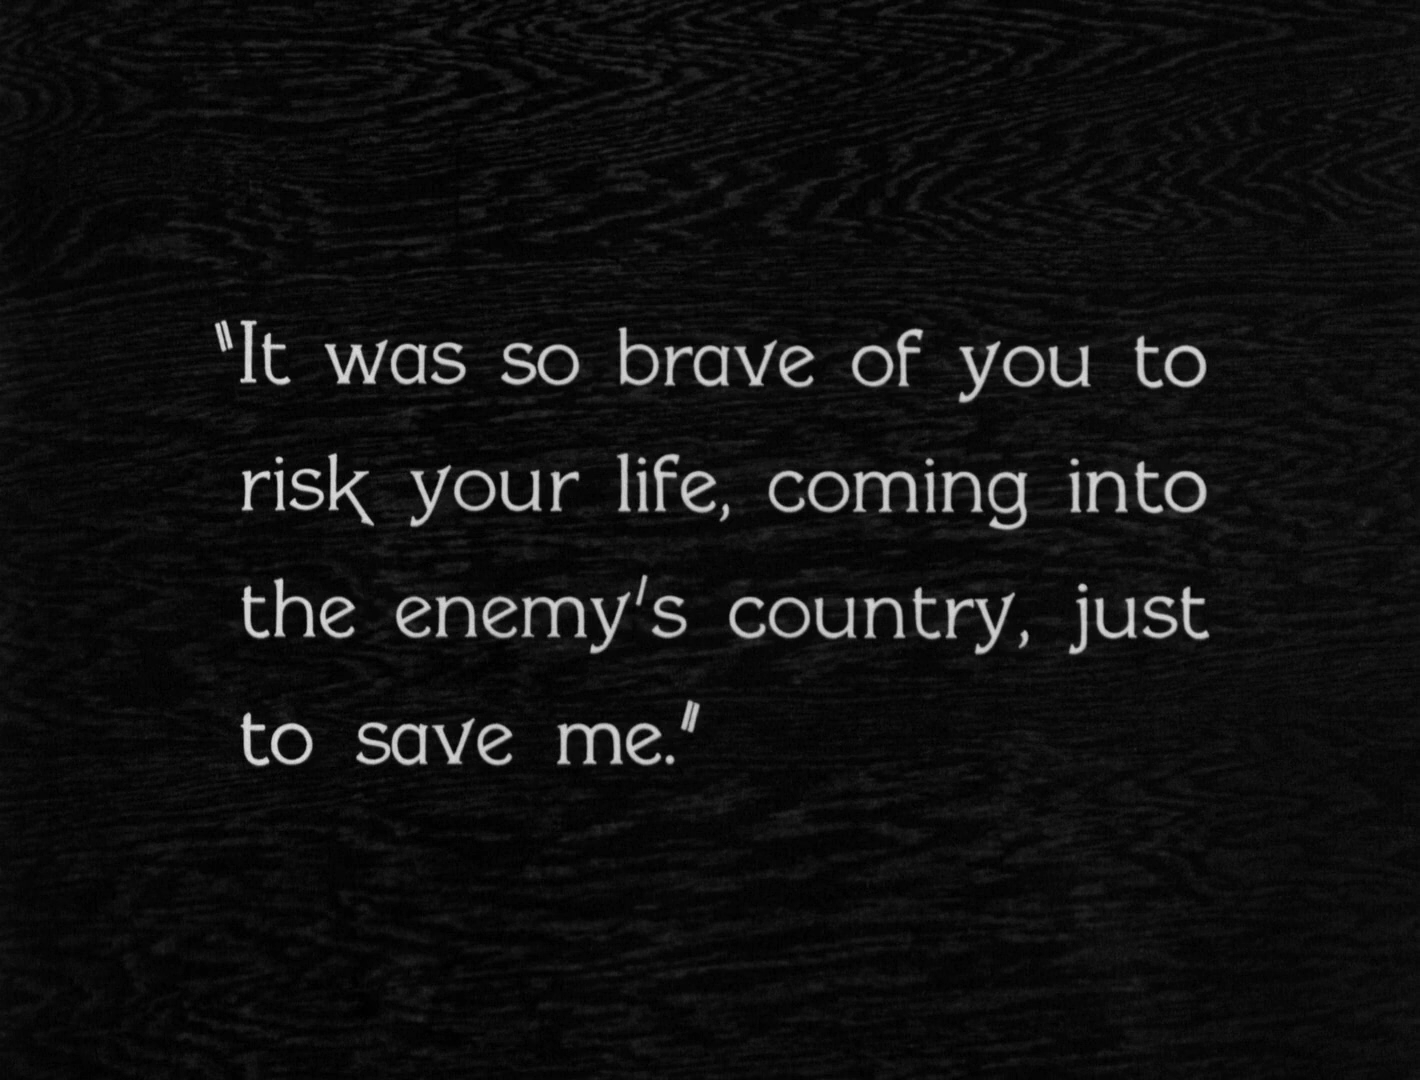 "It was so brave of you to
risk your life, coming into
the enemy's country, just
to save me."